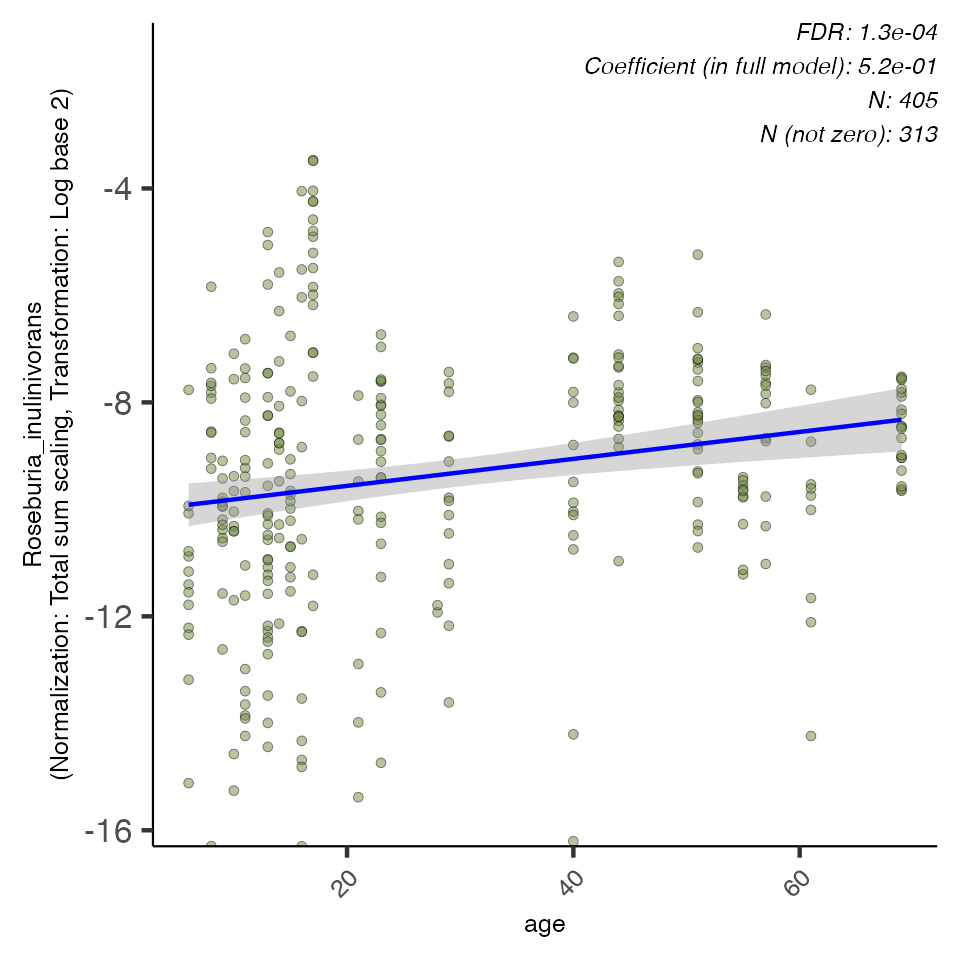 FDR: 1.3e-04
Coefficient (in full model): 5.2e-01
N: 405
N (not zero): 313
Roseburia_inulinivorans
(Normalization: Total sum scaling, Transformation: Log base 2)
-4
-8
-12
-16
20
40
60
age